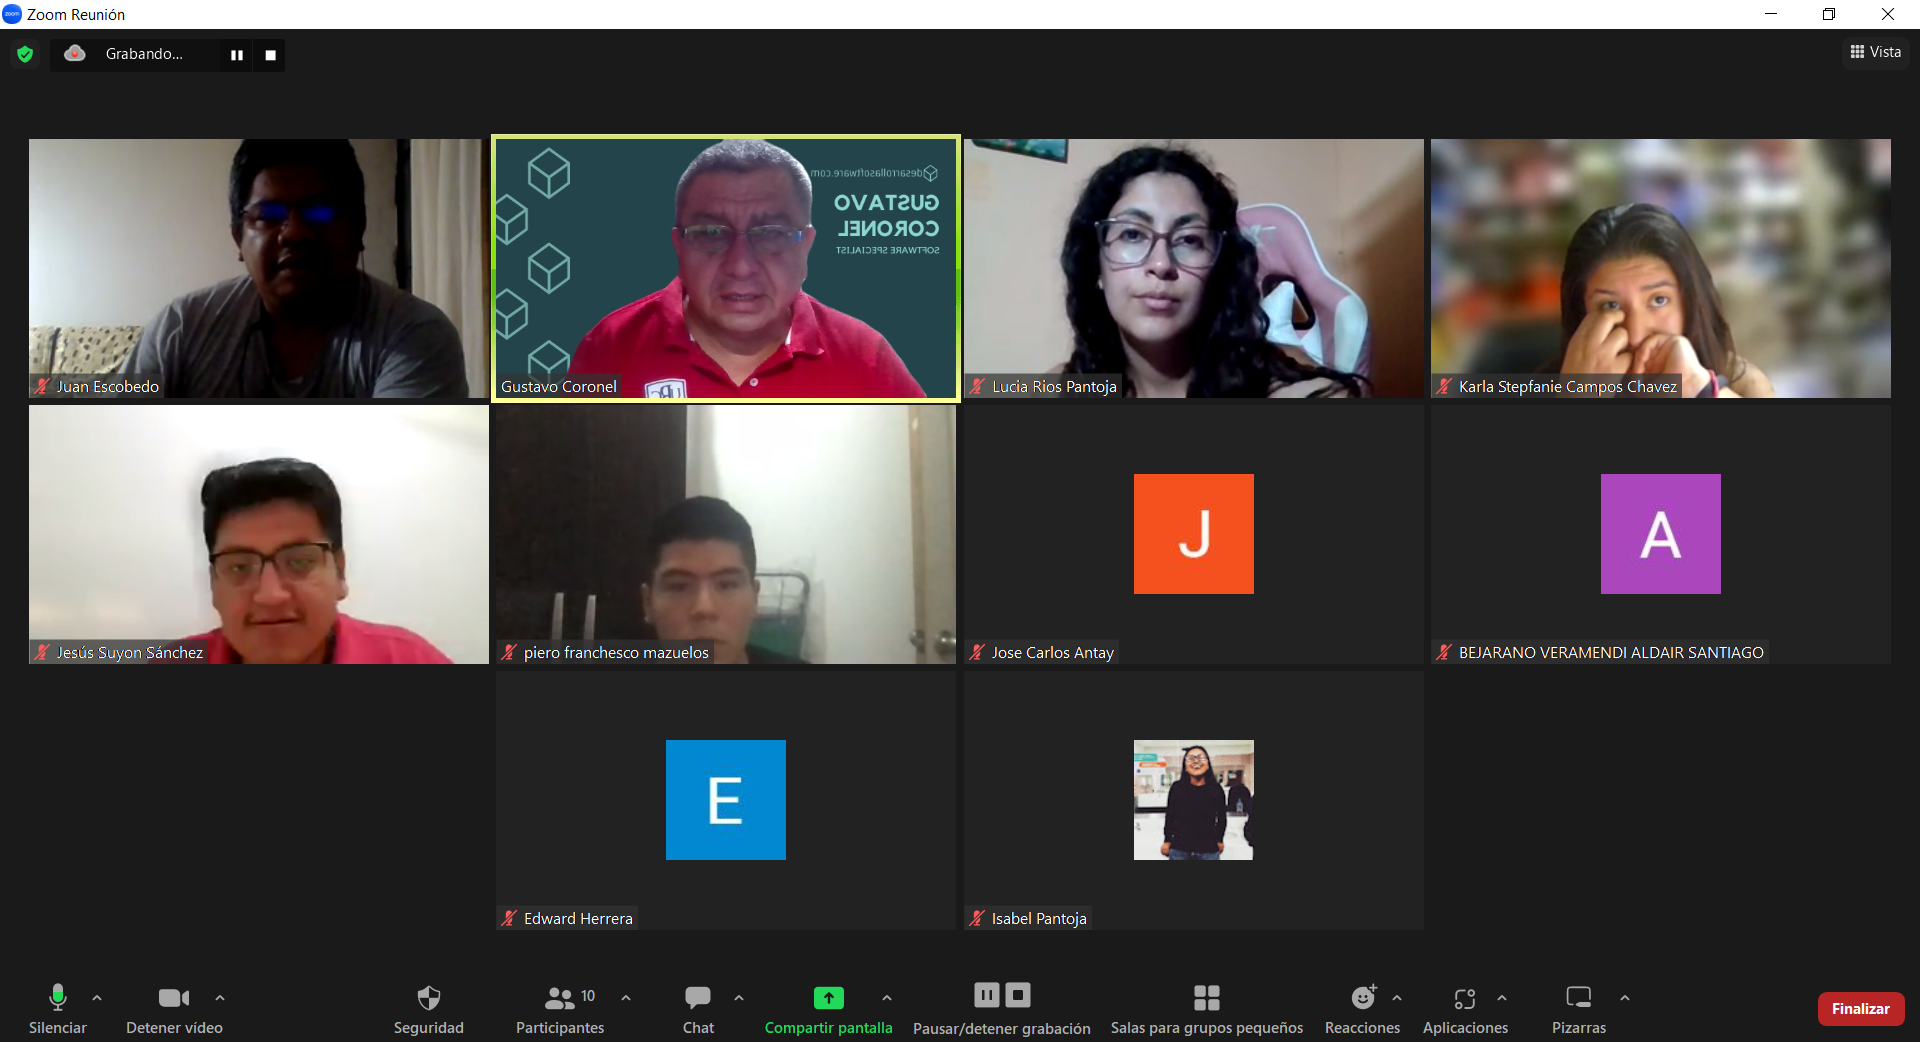 zoom
Zoom Reunión
Grabando...
Vista
desarrollasoftware.com
GUSTAVO
CORONEL
SOFTWARE SPECIALIST
Juan Escobedo
Gustavo Coronel
Lucia Rios Pantoja
Karla Stepfanie Campos Chavez
J
A
Jesús Suyon Sánchez
piero franchesco mazuelos
Jose Carlos Antay
BEJARANO VERAMENDI ALDAIR SANTIAGO
E
Edward Herrera
Isabel Pantoja
10
Silenciar
Detener vídeo
Seguridad
Participantes
Chat
Compartir pantalla
Pausar/detener grabación
Salas para grupos pequeños
Reacciones
Aplicaciones
Pizarras
Finalizar